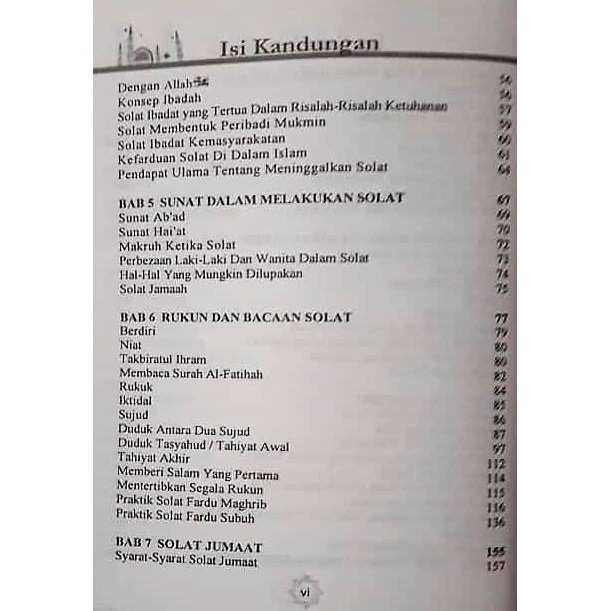 Isi Kandungan
Dengan Allahﷻ 56
Konsep Ibadah 56
Solat Ibadat yang Tertua Dalam Risalah-Risalah Ketuhanan 57
Solat Membentuk Peribadi Mukmin 59
Solat Ibadat Kemasyarakatan 60
Kefarduan Solat Di Dalam Islam 61
Pendapat Ulama Tentang Meninggalkan Solat 64
BAB 5 SUNAT DALAM MELAKUKAN SOLAT 67
Sunat Ab'ad 69
Sunat Hai'at 70
Makruh Ketika Solat 72
Perbezaan Laki-Laki Dan Wanita Dalam Solat 73
Hal-Hal Yang Mungkin Dilupakan 74
Solat Jamaah 75
BAB 6 RUKUN DAN BACAAN SOLAT 77
Berdiri 79
Niat 80
Takbiratul Ihram 80
Membaca Surah Al-Fatihah 82
Rukuk 84
Iktidal 85
Sujud 86
Duduk Antara Dua Sujud 87
Duduk Tasyahud / Tahiyat Awal 97
Tahiyat Akhir 112
Memberi Salam Yang Pertama 114
Mentertibkan Segala Rukun 115
Praktik Solat Fardu Maghrib 116
Praktik Solat Fardu Subuh 136
BAB 7 SOLAT JUMAAT 155
Syarat-Syarat Solat Jumaat 157
vi